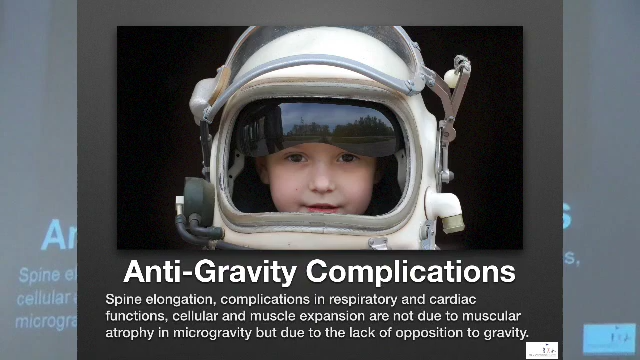 Anti-Gravity Complications
Spine elongation, complications in respiratory and cardiac
functions, cellular and muscle expansion are not due to muscular
atrophy in microgravity but due to the lack of opposition to gravity.